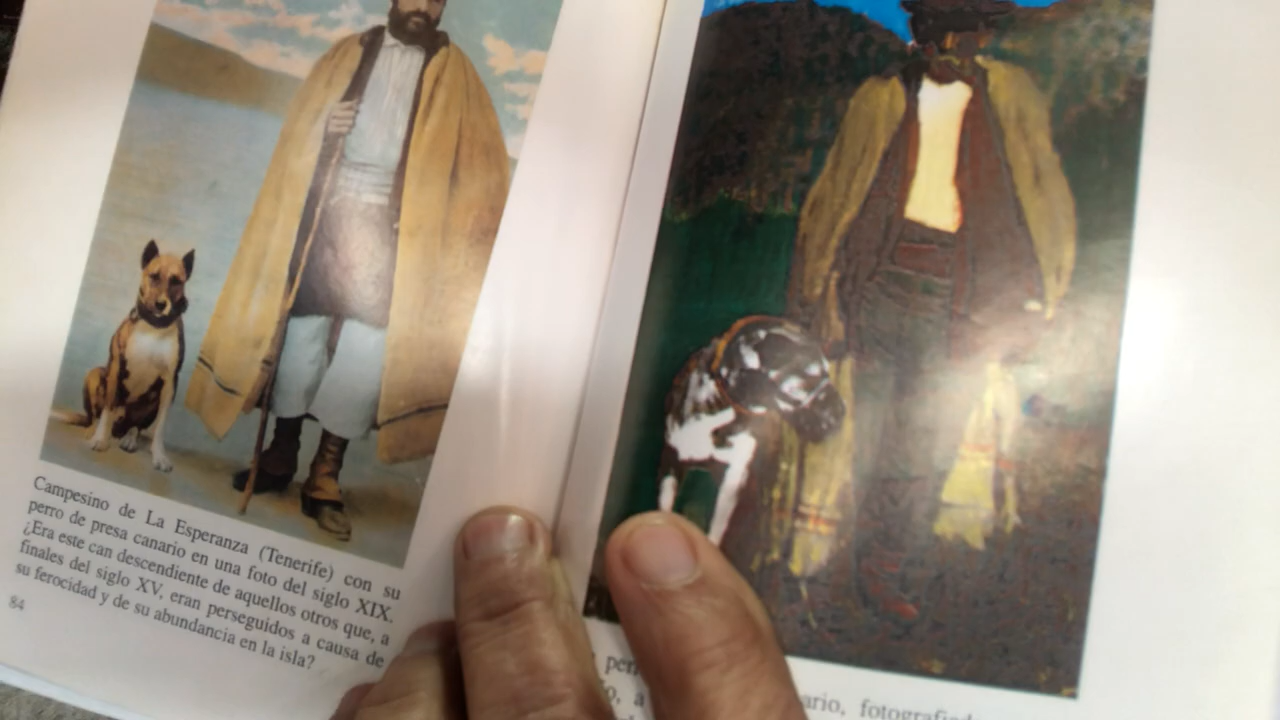 Campesino de La Esperanza (Tenerife) con su
perro de presa canario en una foto del siglo XIX.
¿Era este can descendiente de aquellos otros que, a
finales del siglo XV, eran perseguidos a causa de
su ferocidad y de su abundancia en la isla?
84